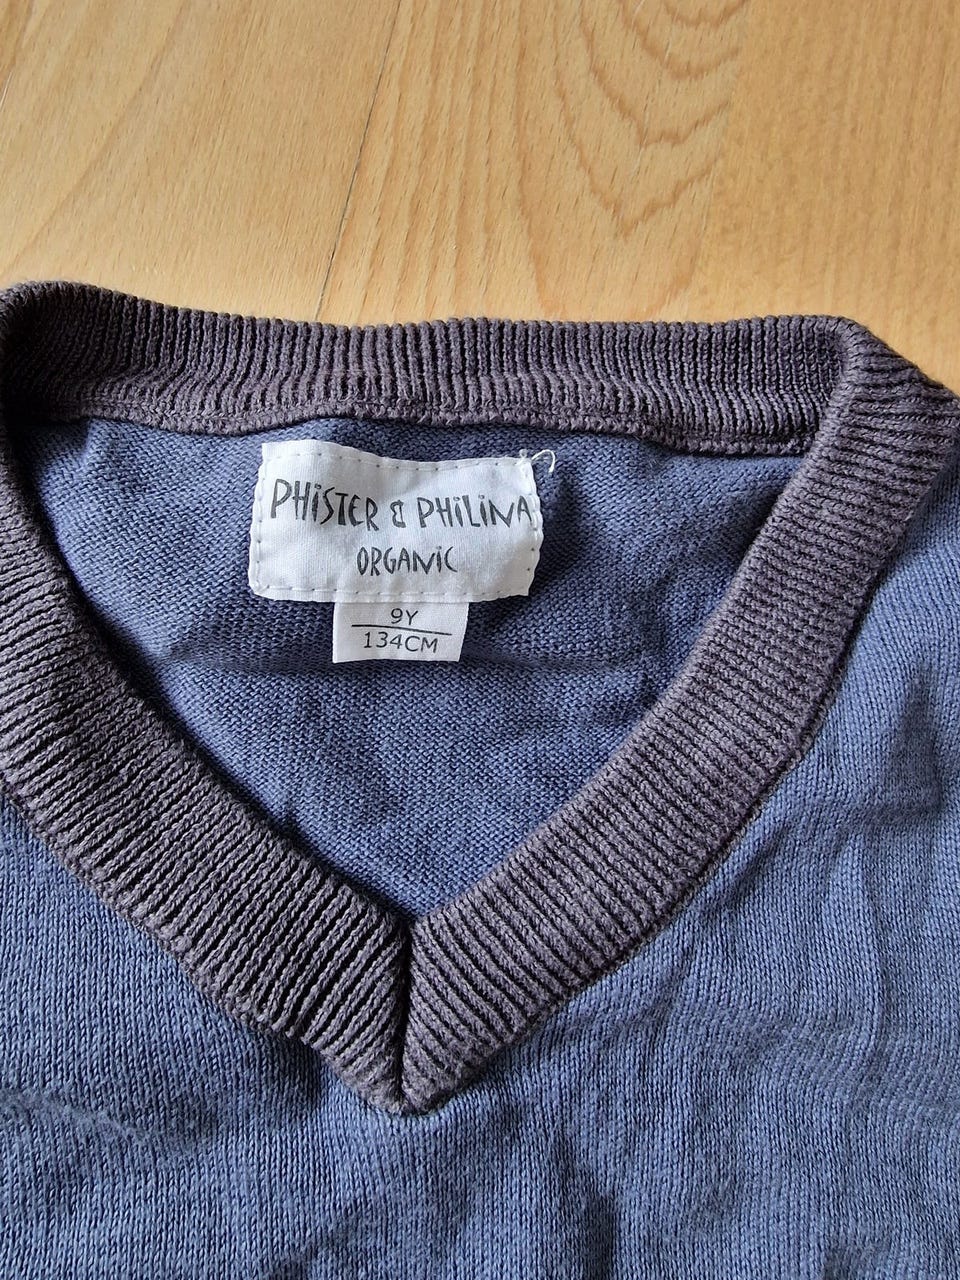 PHiSTER & PHiLiNA
ORGANiC
9Y
134CM